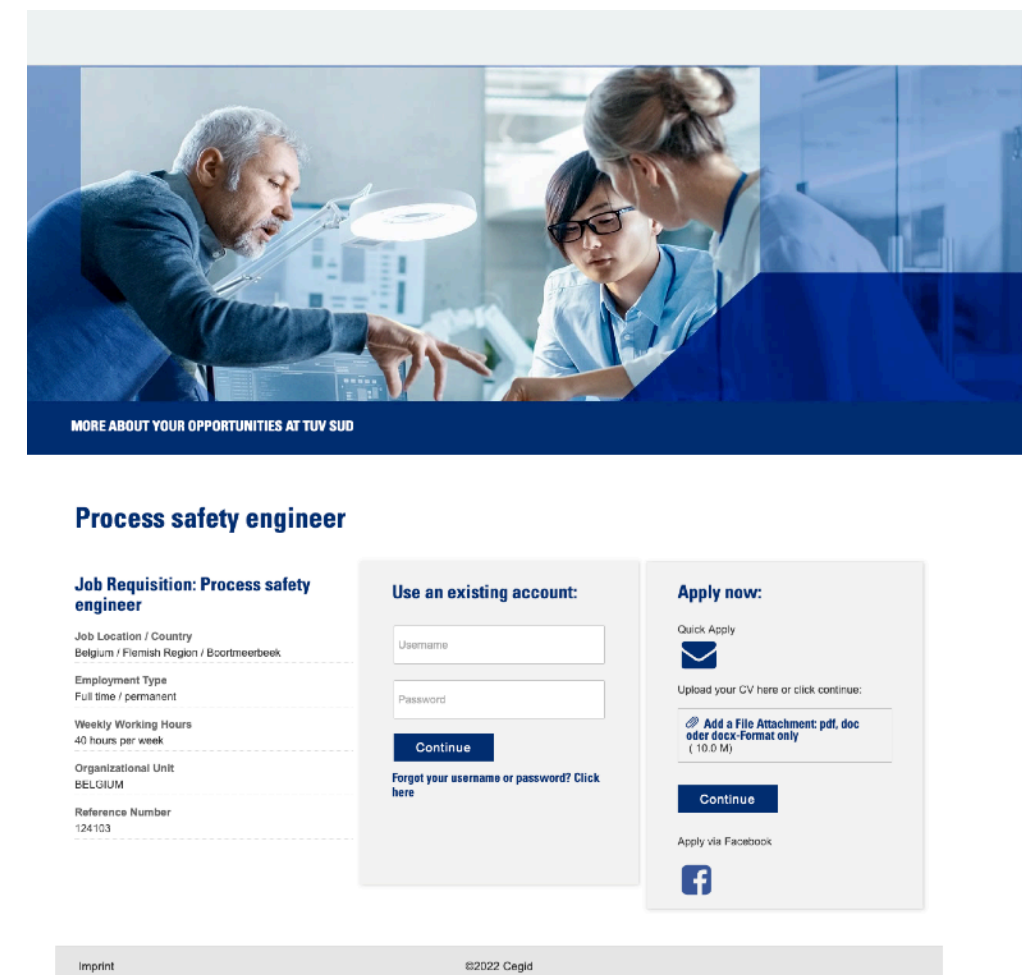 MORE ABOUT YOUR OPPORTUNITIES AT TUV SUD
Process safety engineer
Job Requisition: Process safety
engineer
Job Location / Country
Belgium / Flemish Region / Boortmeerbeek
Employment Type
Full time / permanent
Weekly Working Hours
40 hours per week
Organizational Unit
BELGIUM
Reference Number
124103
Use an existing account:
Username
Password
Continue
Forgot your username or password? Click
here
Apply now:
Quick Apply
Upload your CV here or click continue:
Add a File Attachment: pdf, doc
oder docx-Format only
( 10.0 M)
Continue
Apply via Facebook
Imprint
©2022 Cegid